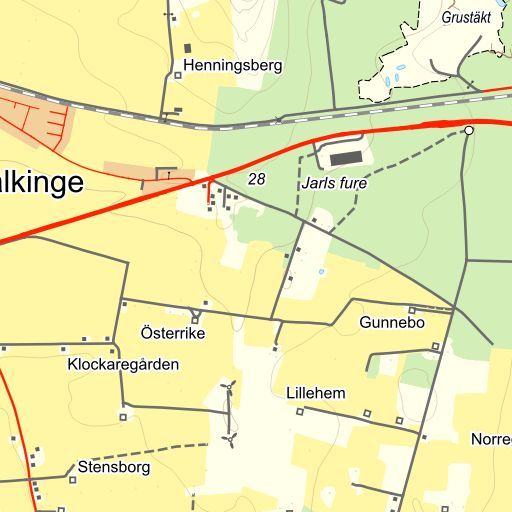 Grustäkt
Henningsberg
alkinge
28
Jarls fure
Österrike
Gunnebo
Klockaregården
Lillehem
Norre
Stensborg